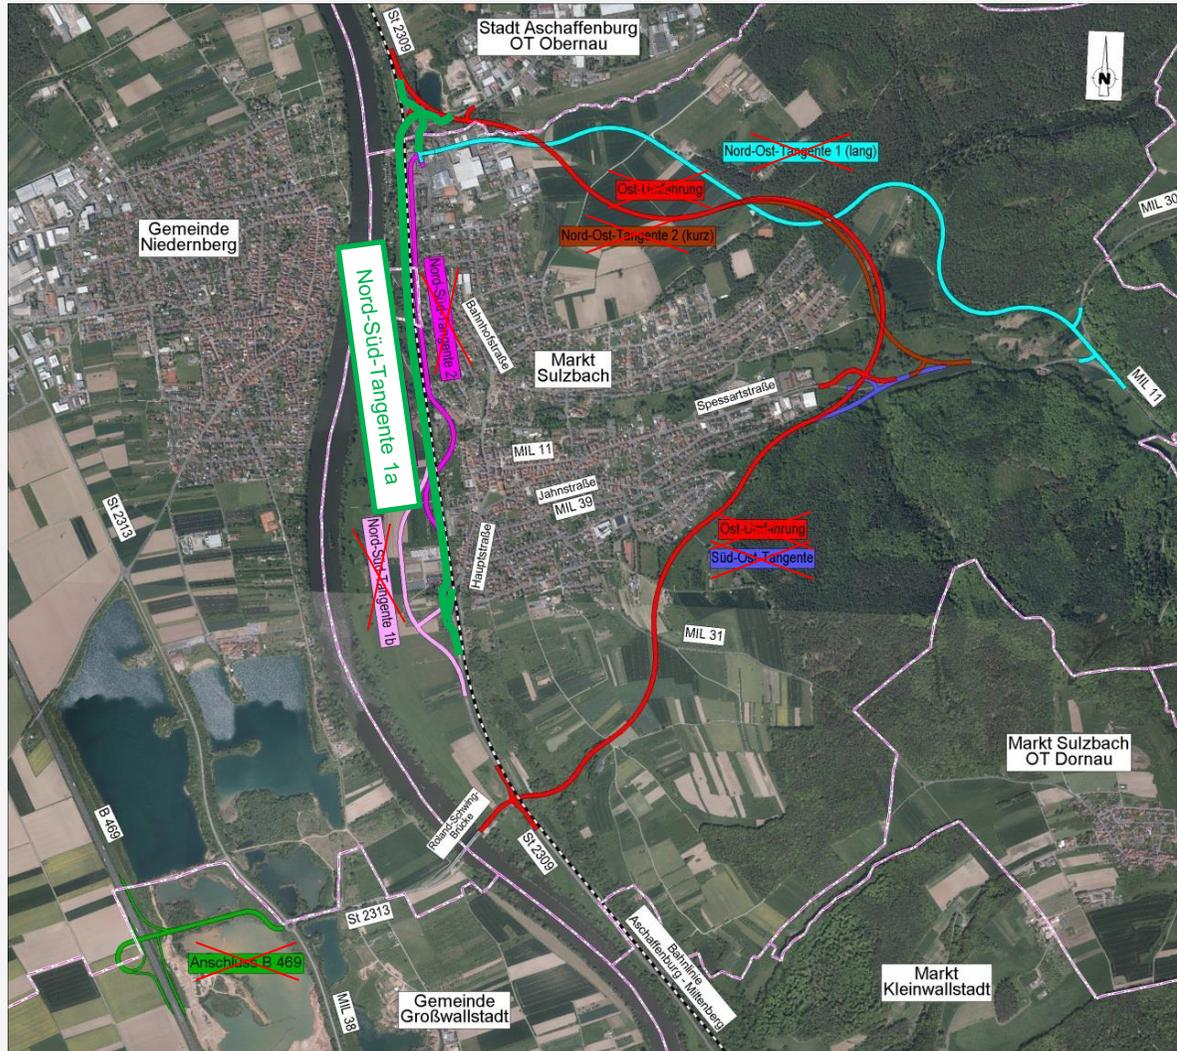 St 2309
Stadt Aschaffenburg
OT Obernau
N
Nord-Ost-Tangente 1 (lang)
Ost-Umfahrung
MIL 30
Gemeinde
Niedernberg
Nord-Ost-Tangente 2 (kurz)
Nord-Süd-Tangente 1a
Nord-Süd-Tangente 2
Bahnhofstraße
Markt
Sulzbach
Spessartstraße
MIL 11
MIL 11
Jahnstraße
MIL 39
St 2313
Nord-Süd-Tangente 1b
Hauptstraße
Ost-Umfahrung
Süd-Ost-Tangente
MIL 31
Markt Sulzbach
OT Dornau
B 469
Roland-Schwing-
Brücke
St 2309
St 2313
Anschluss B 469
MIL 38
Gemeinde
Großwallstadt
Bahnlinie
Aschaffenburg - Miltenberg
Markt
Kleinwallstadt